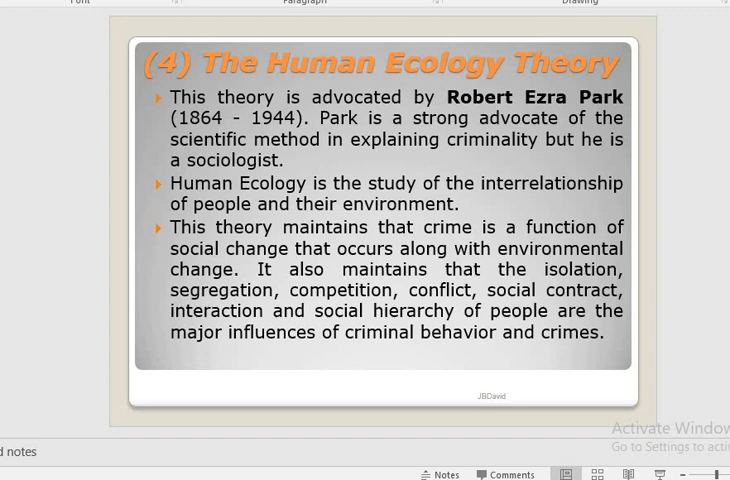 Paragraph
Drawing
(4) The Human Ecology Theory
This theory is advocated by Robert Ezra Park
(1864 - 1944). Park is a strong advocate of the
scientific method in explaining criminality but he is
a sociologist.
Human Ecology is the study of the interrelationship
of people and their environment.
This theory maintains that crime is a function of
social change that occurs along with environmental
change. It also maintains that the isolation,
segregation, competition, conflict, social contract,
interaction and social hierarchy of people are the
major influences of criminal behavior and crimes.
JBDavid
Activate Window
Go to Settings to activ
d notes
Notes Comments